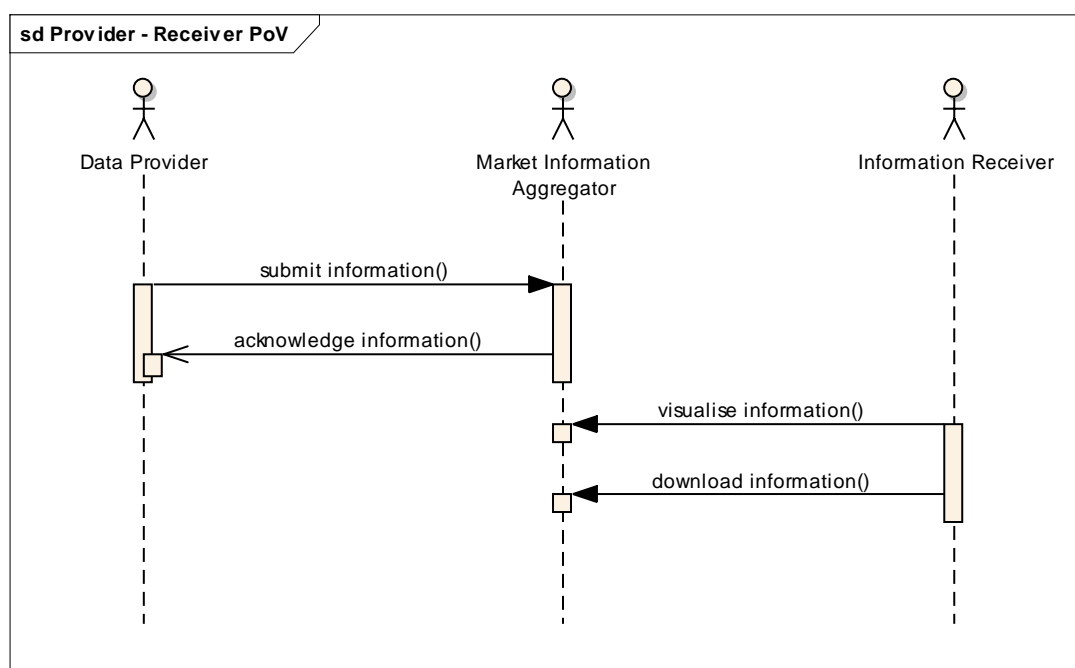 sd Provider - Receiver PoV
Data Provider
Market Information
Aggregator
Information Receiver
submit information()
acknowledge information()
visualise information()
download information()